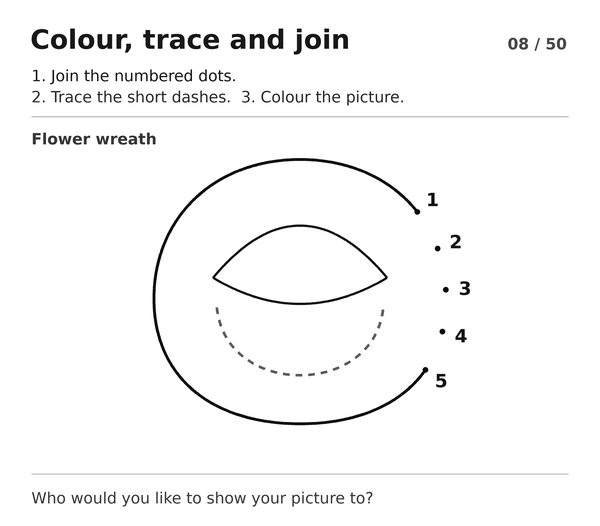 Colour, trace and join
08 / 50
1. Join the numbered dots.
2. Trace the short dashes.  3. Colour the picture.
Flower wreath
1
2
3
4
5
Who would you like to show your picture to?